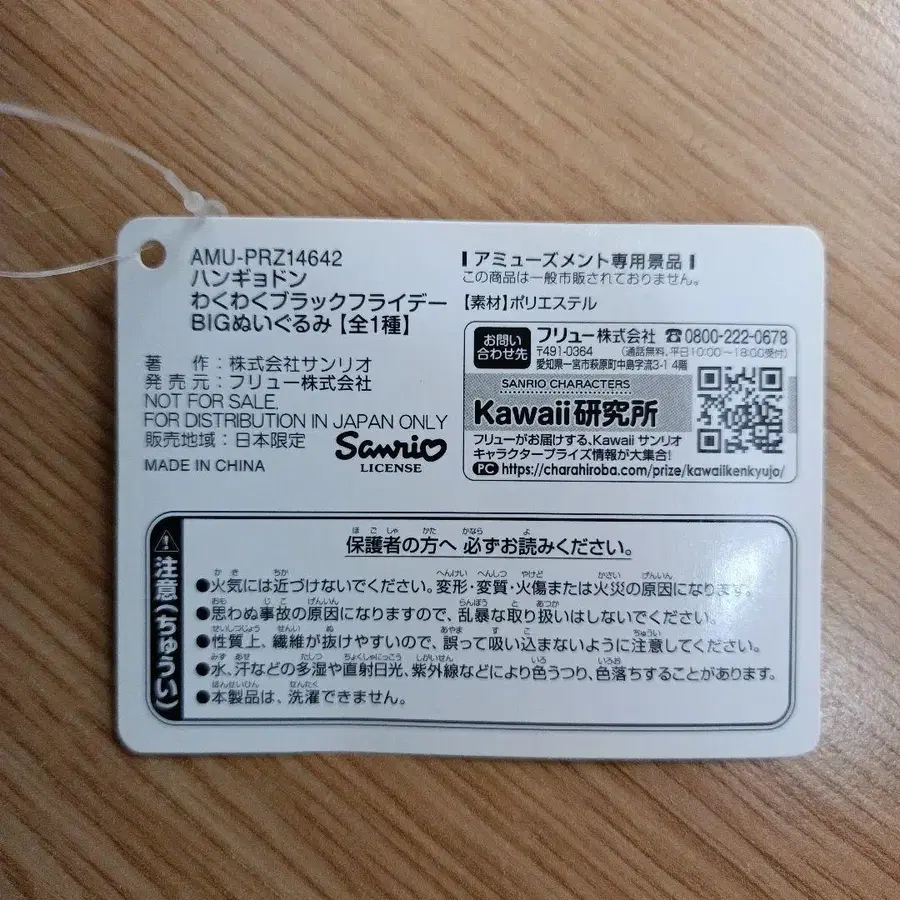 AMU-PRZ14642
ハンギョドン
わくわくブラックフライデー
BIGぬいぐるみ【全1種】
著　作：株式会社サンリオ
発売元：フリュー株式会社
NOT FOR SALE.
FOR DISTRIBUTION IN JAPAN ONLY
販売地域：日本限定
MADE IN CHINA
Sanrio
LICENSE
アミューズメント専用景品
この商品は一般市販されておりません。
【素材】ポリエステル
お問い合わせ先
フリュー株式会社 ☎0800-222-0678
〒491-0364 (通話無料、平日10:00～18:00受付)
愛知県一宮市萩原町中島字流3-1 4階
SANRIO CHARACTERS
Kawaii研究所
フリューがお届けする、Kawaii サンリオ
キャラクタープライズ情報が大集合!
PC https://charahiroba.com/prize/kawaiikenkyujo/
注意(ちゅうい)
保護者の方へ 必ずお読みください。
●火気には近づけないでください。変形・変質・火傷または火災の原因になります。
●思わぬ事故の原因になりますので、乱暴な取り扱いはしないでください。
●性質上、繊維が抜けやすいので、誤って吸い込まないように注意してください。
●水、汗などの多湿や直射日光、紫外線などにより色うつり、色落ちすることがあります。
●本製品は、洗濯できません。